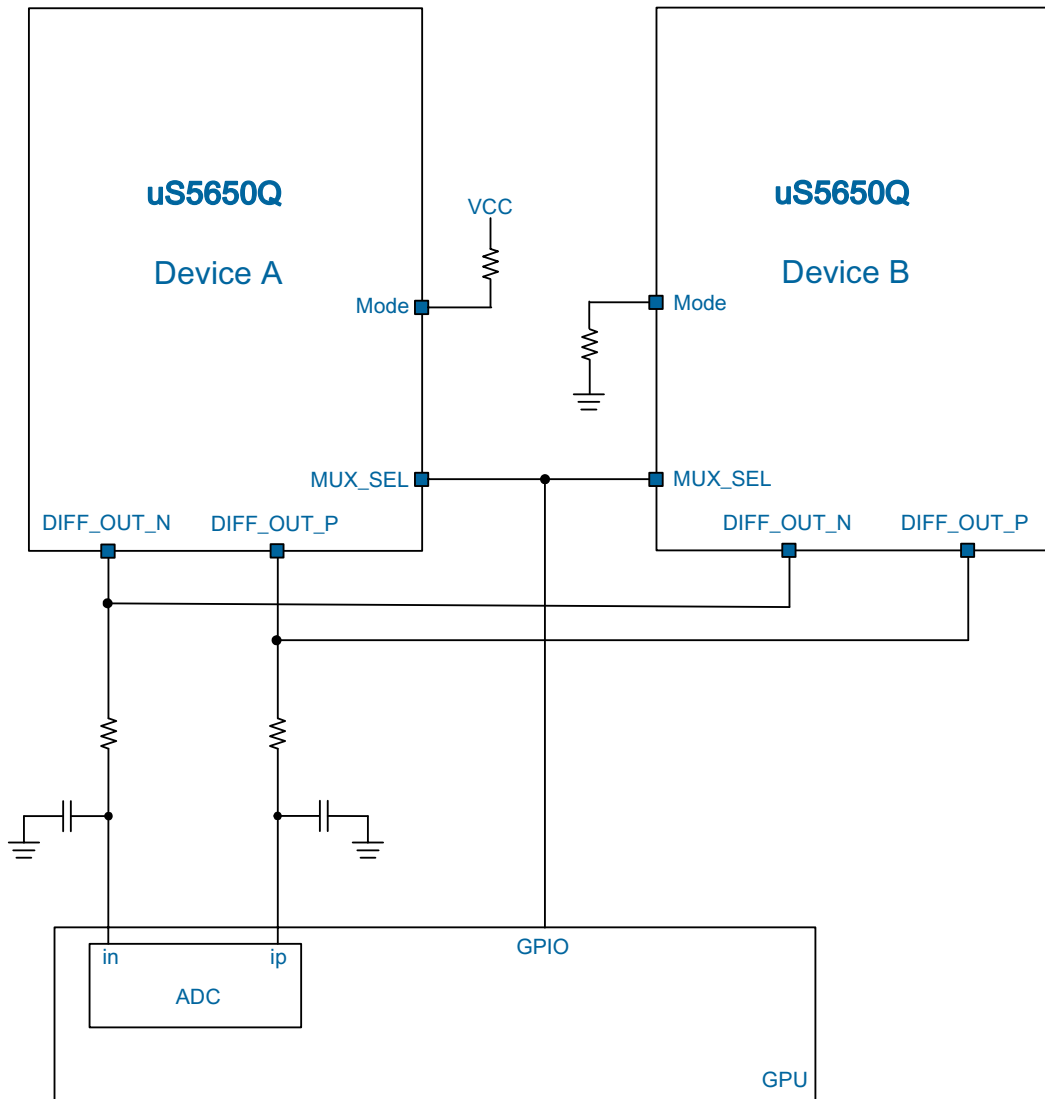 uS5650Q
Device A
VCC
Mode
MUX_SEL
DIFF_OUT_N
DIFF_OUT_P
uS5650Q
Device B
Mode
MUX_SEL
DIFF_OUT_N
DIFF_OUT_P
in
ip
ADC
GPIO
GPU